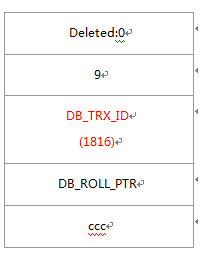 Deleted:0
9
DB_TRX_ID
(1816)
DB_ROLL_PTR
ccc